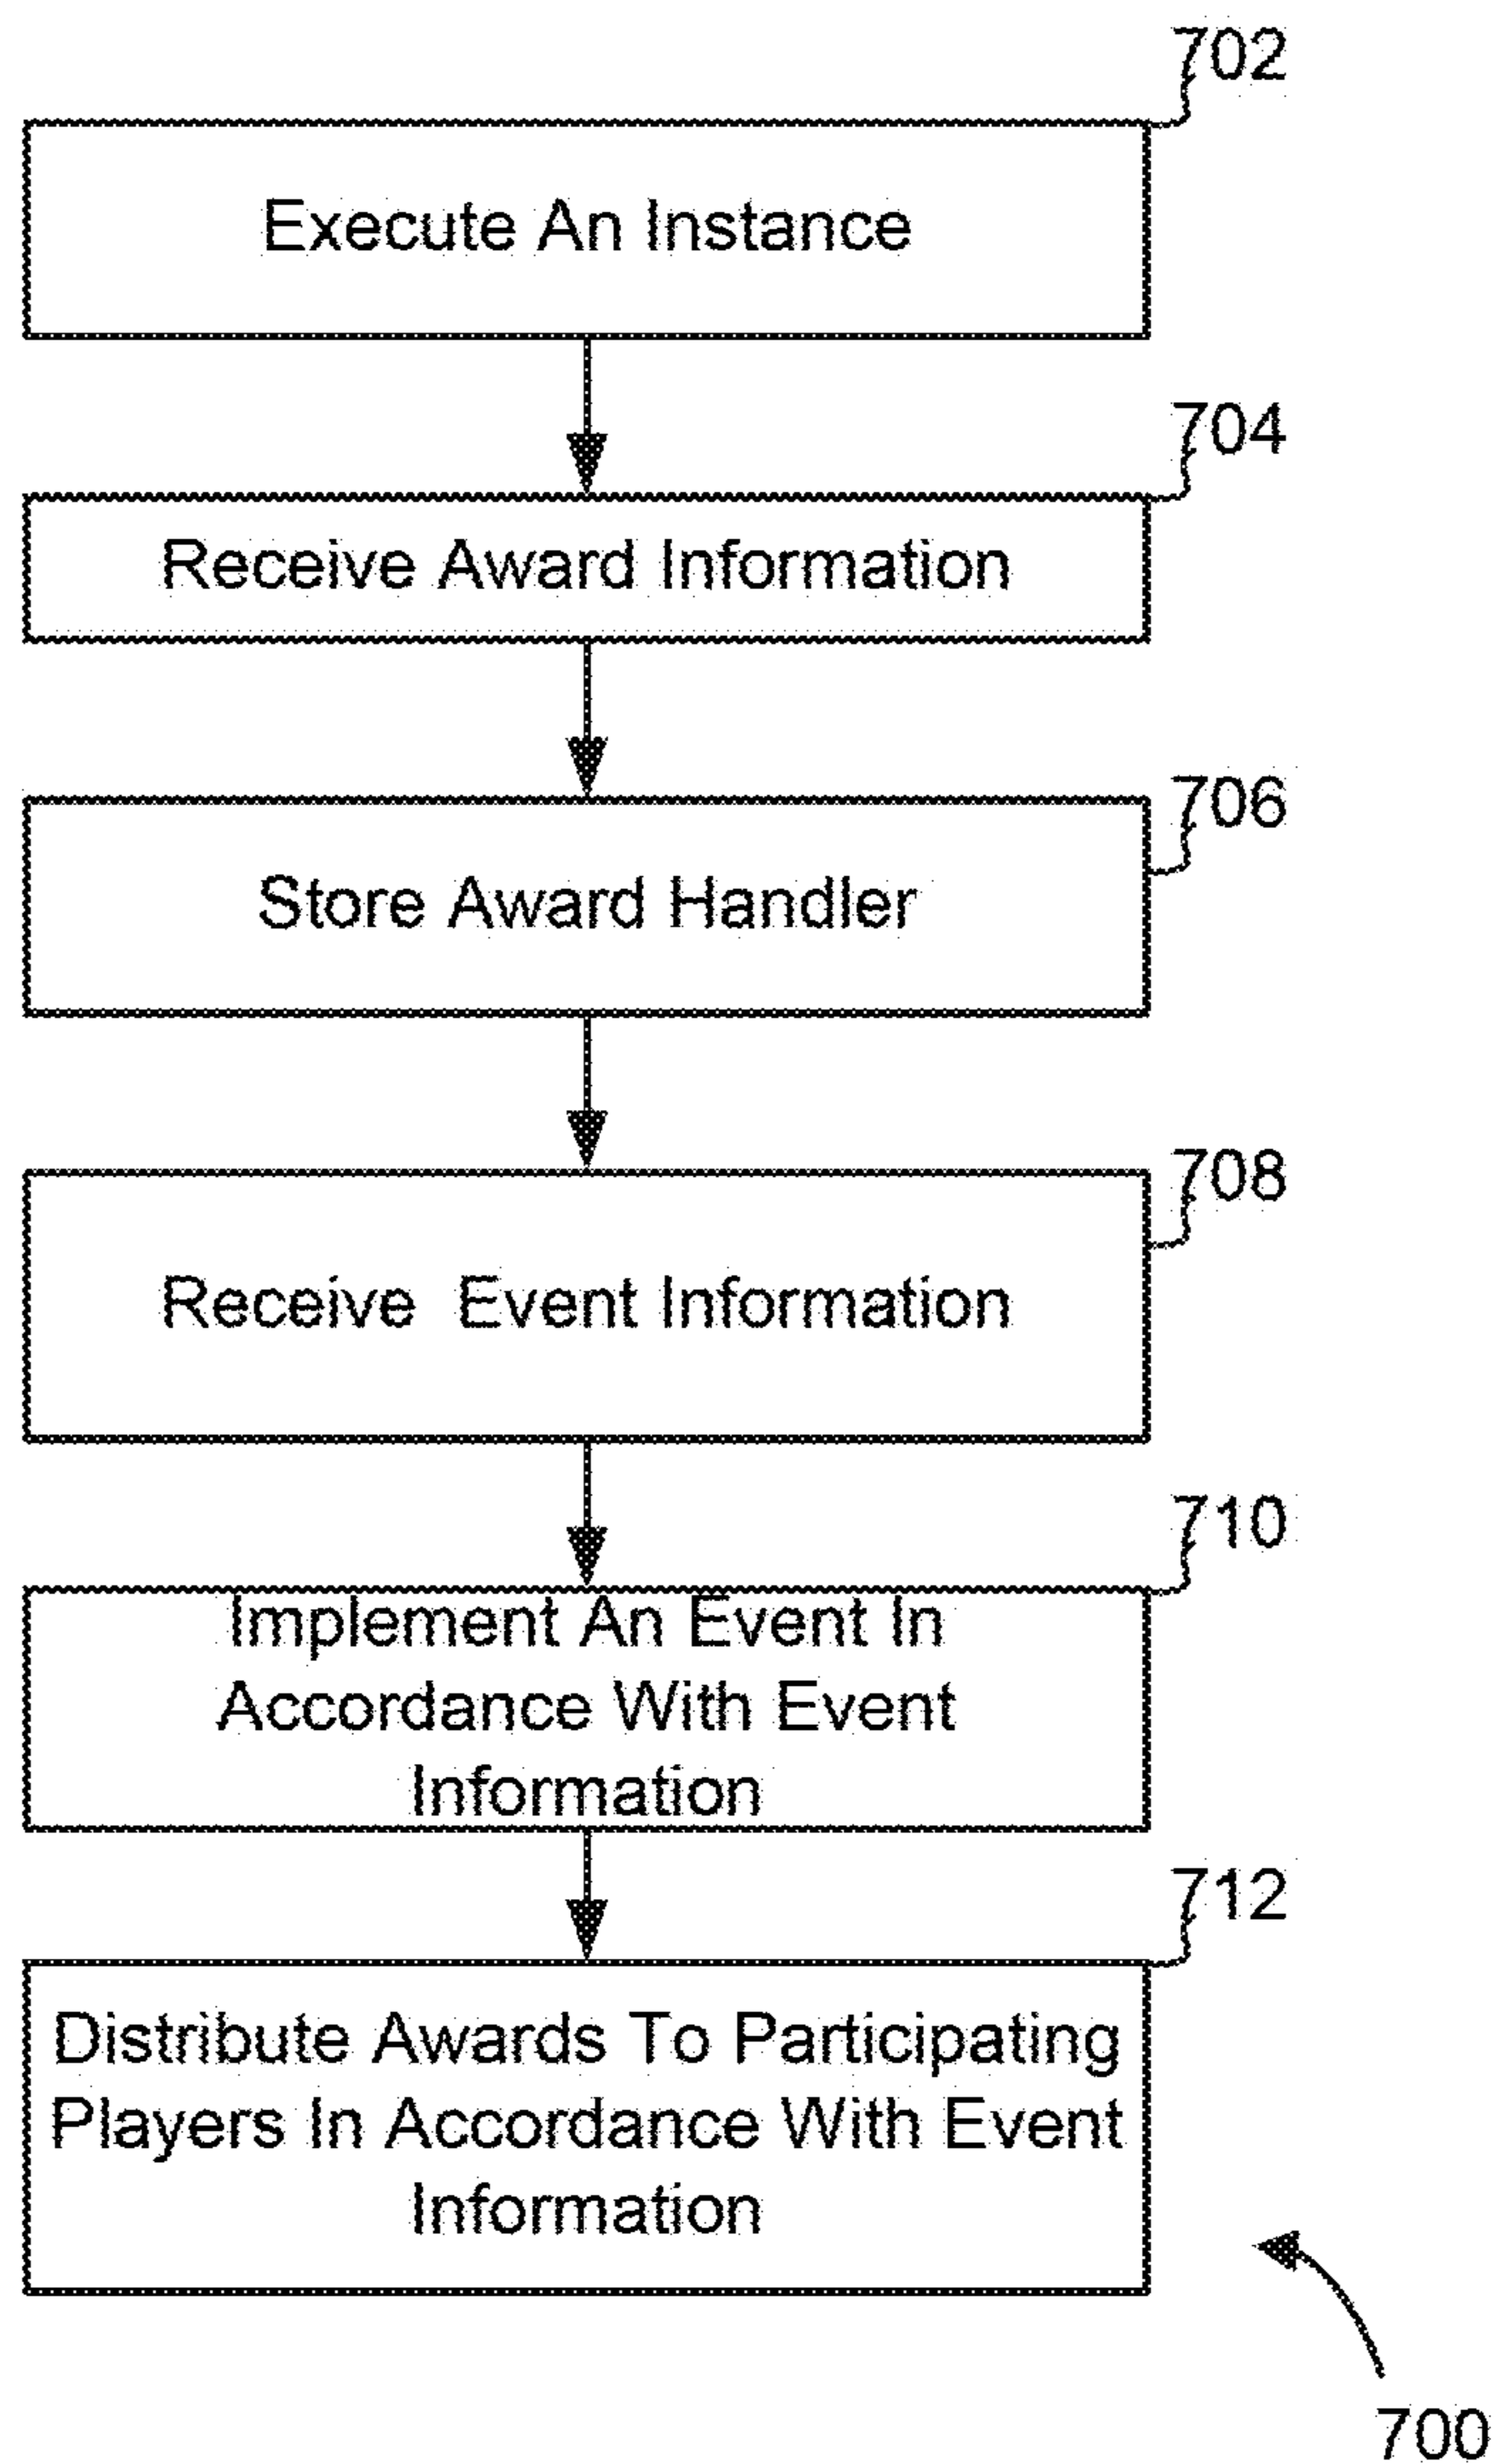 702
Execute An Instance
704
Receive Award Information
706
Store Award Handler
708
Receive Event Information
710
Implement An Event In
Accordance With Event
Information
712
Distribute Awards To Participating
Players In Accordance With Event
Information
700